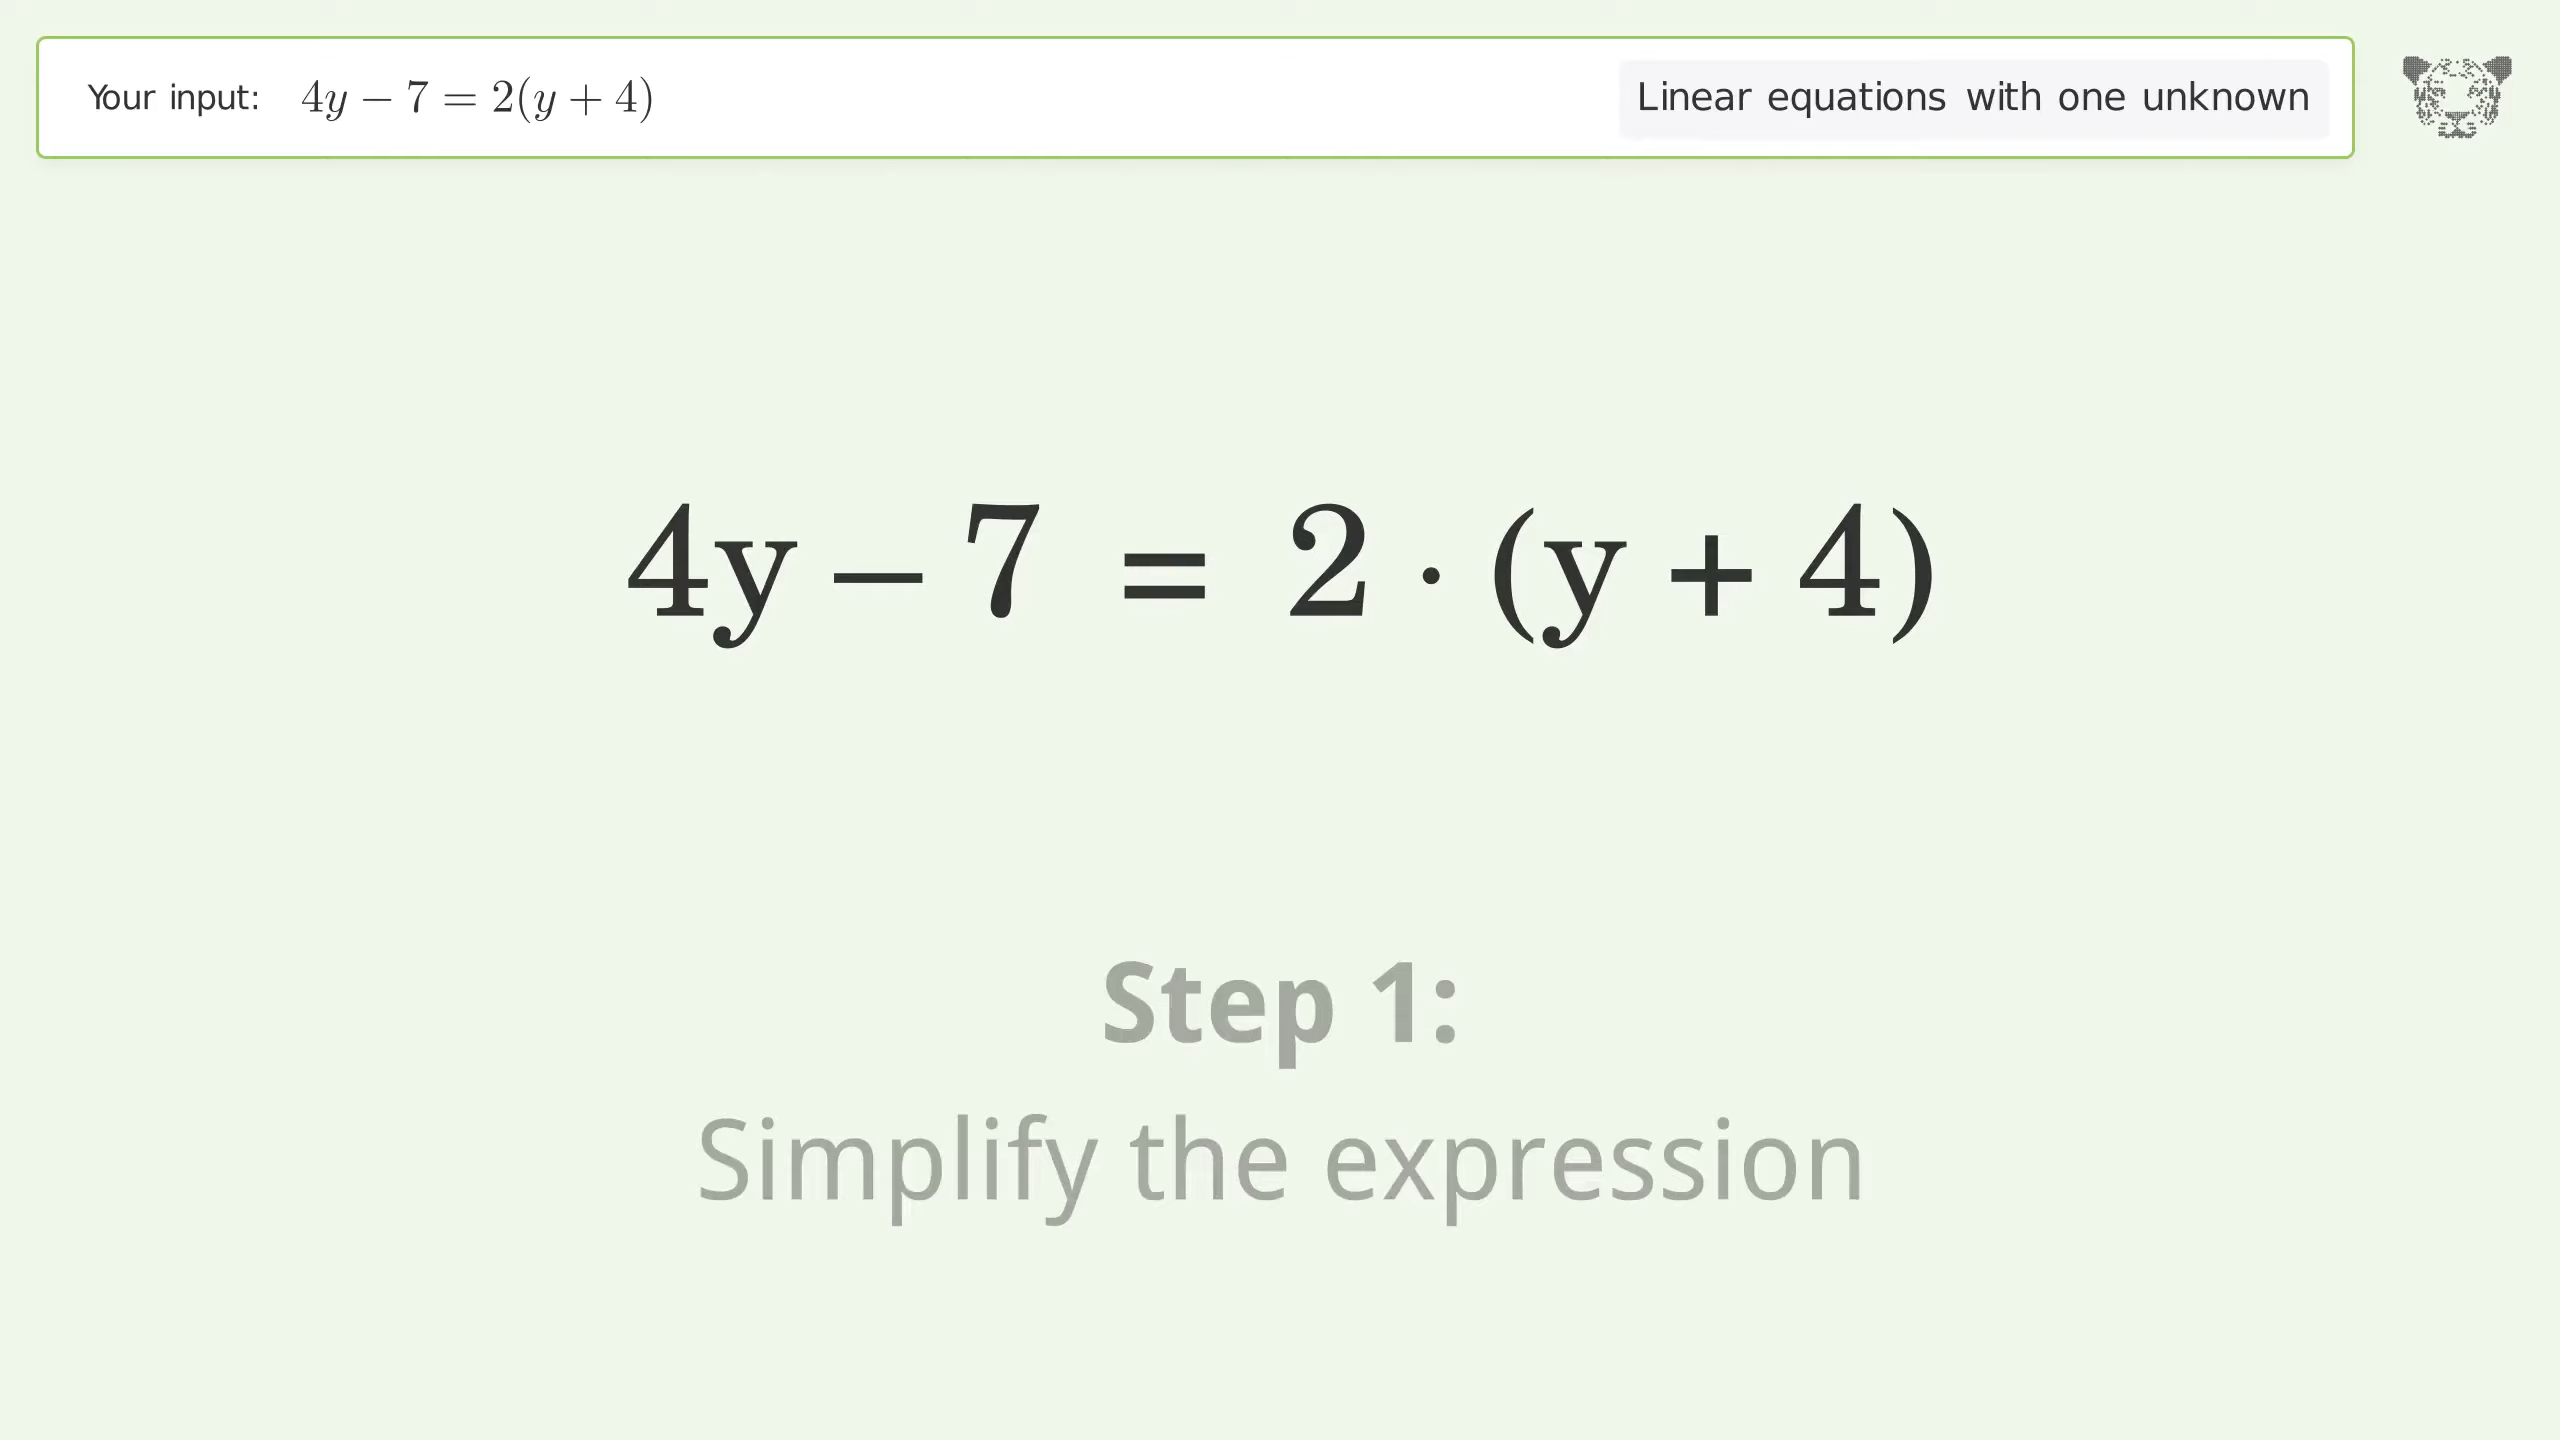 Your input: 4y − 7 = 2(y + 4)
Linear equations with one unknown
4y − 7 = 2 · (y + 4)
Step 1:
Simplify the expression